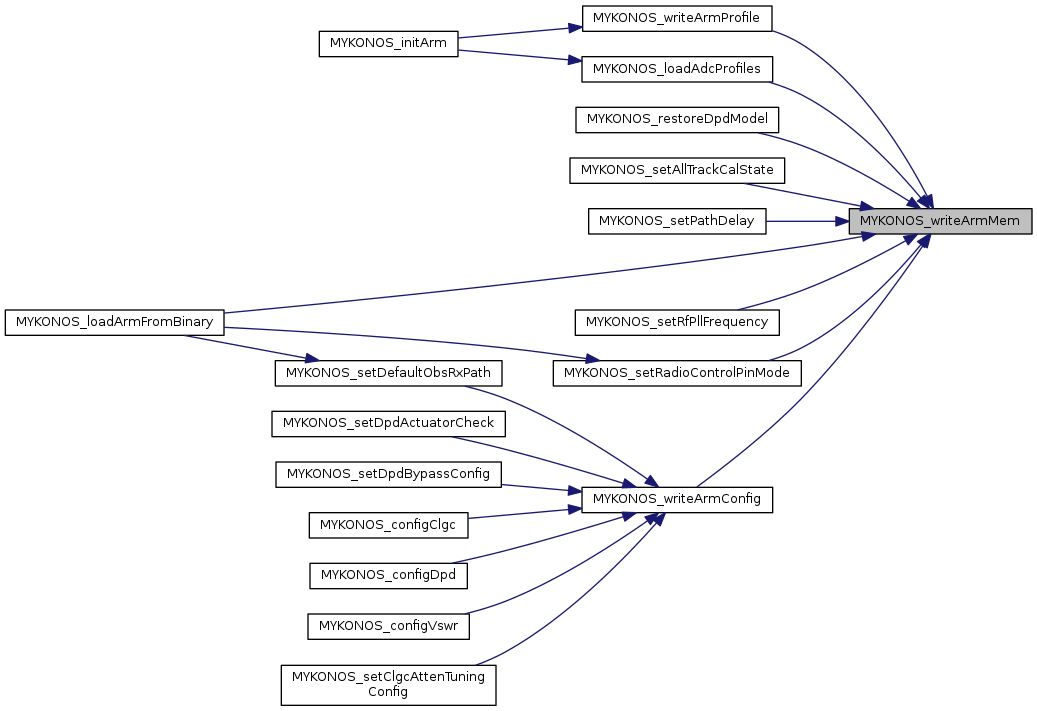 MYKONOS_writeArmProfile
MYKONOS_initArm
MYKONOS_loadAdcProfiles
MYKONOS_restoreDpdModel
MYKONOS_setAllTrackCalState
MYKONOS_setPathDelay
MYKONOS_writeArmMem
MYKONOS_loadArmFromBinary
MYKONOS_setRfPllFrequency
MYKONOS_setDefaultObsRxPath
MYKONOS_setRadioControlPinMode
MYKONOS_setDpdActuatorCheck
MYKONOS_setDpdBypassConfig
MYKONOS_writeArmConfig
MYKONOS_configClgc
MYKONOS_configDpd
MYKONOS_configVswr
MYKONOS_setClgcAttenTuning
Config